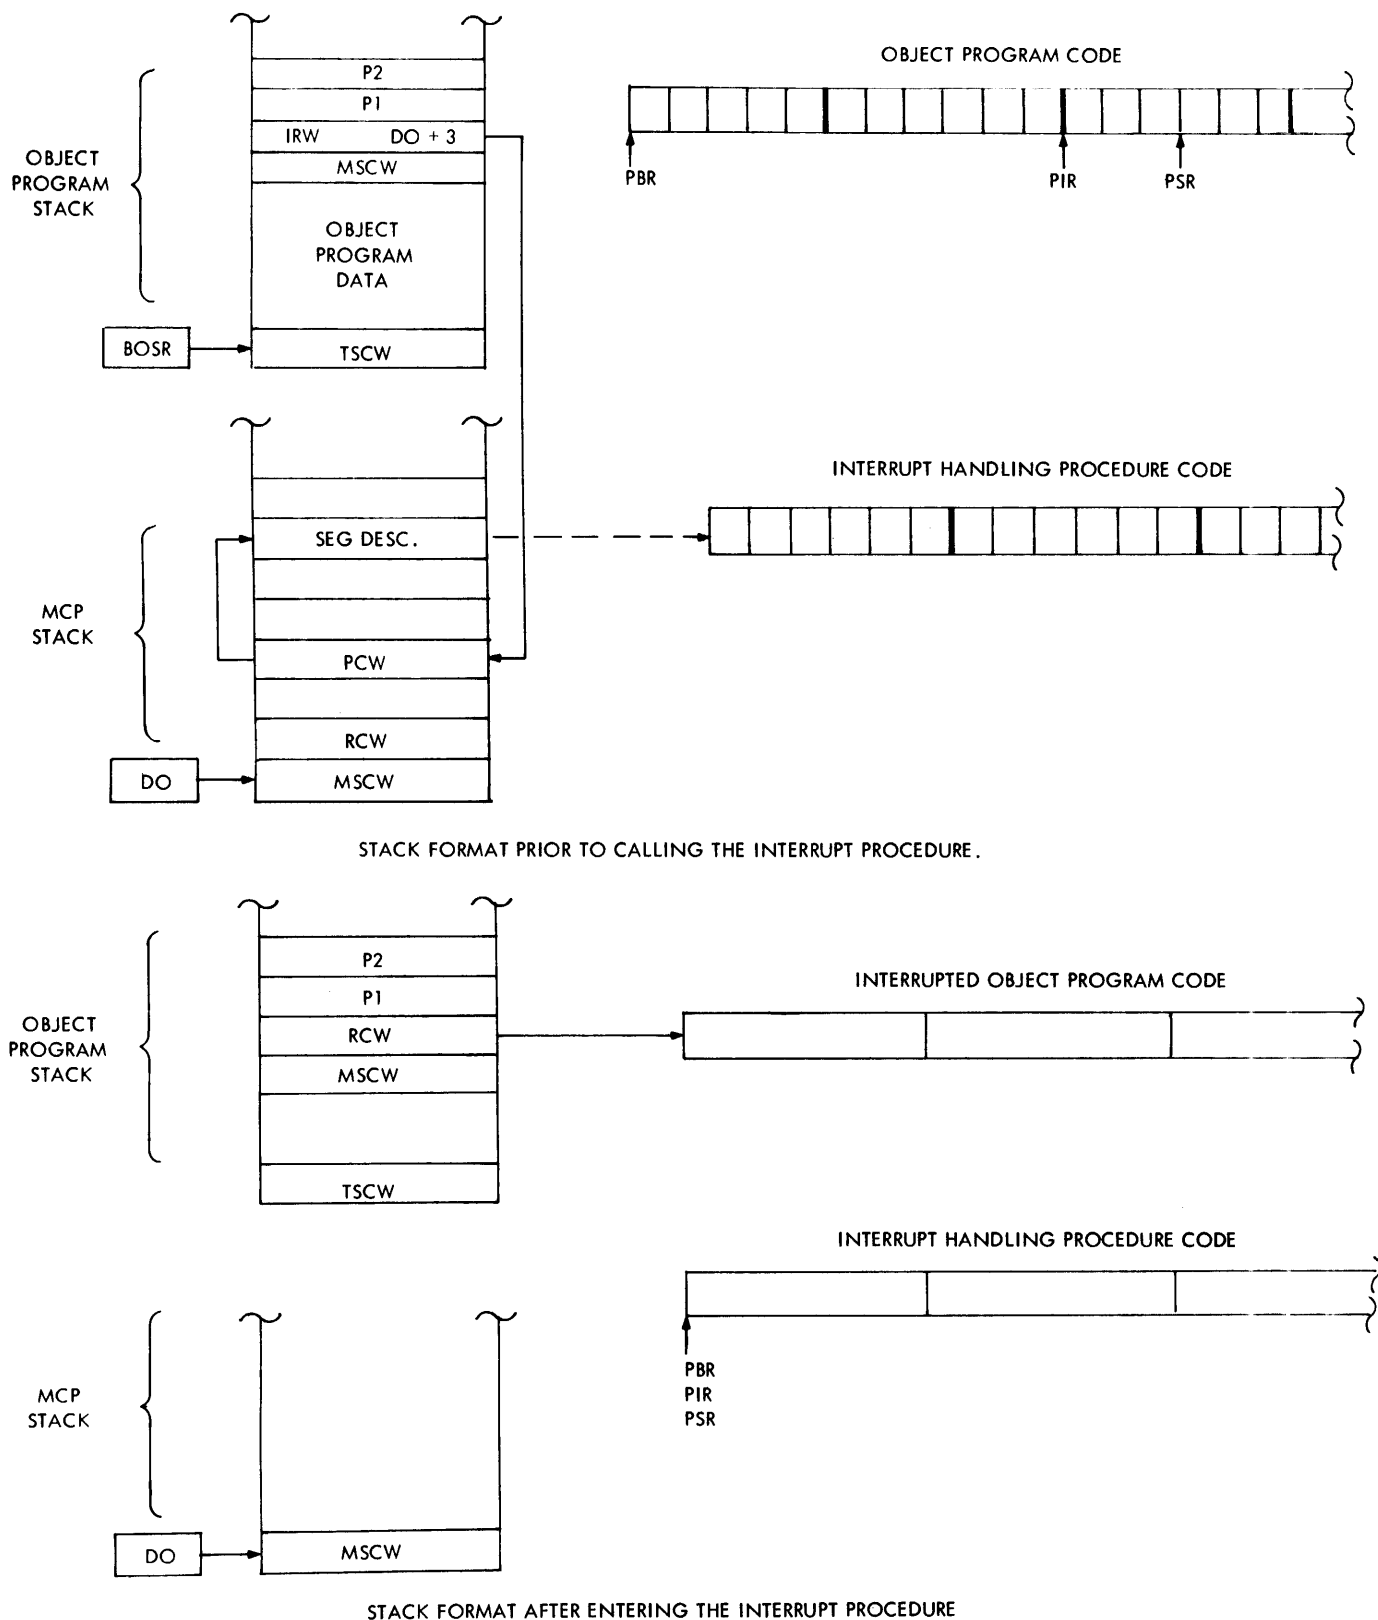 OBJECT PROGRAM CODE
P2
P1
IRW DO + 3
MSCW
OBJECT
PROGRAM
STACK
PBR
PIR
PSR
OBJECT
PROGRAM
DATA
BOSR
TSCW
INTERRUPT HANDLING PROCEDURE CODE
SEG DESC.
MCP
STACK
PCW
RCW
DO
MSCW
STACK FORMAT PRIOR TO CALLING THE INTERRUPT PROCEDURE.
P2
P1
RCW
MSCW
INTERRUPTED OBJECT PROGRAM CODE
OBJECT
PROGRAM
STACK
TSCW
INTERRUPT HANDLING PROCEDURE CODE
PBR
PIR
PSR
MCP
STACK
DO
MSCW
STACK FORMAT AFTER ENTERING THE INTERRUPT PROCEDURE